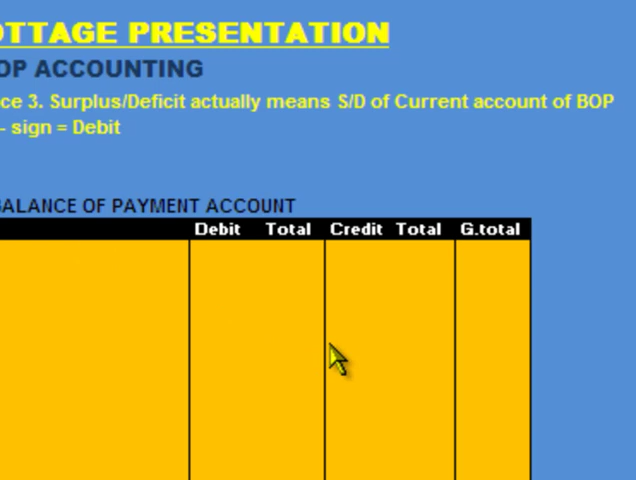 OTTAGE PRESENTATION
OP ACCOUNTING
ce 3. Surplus/Deficit actually means S/D of Current account of BOP
- sign = Debit
BALANCE OF PAYMENT ACCOUNT
Debit Total Credit Total G.total